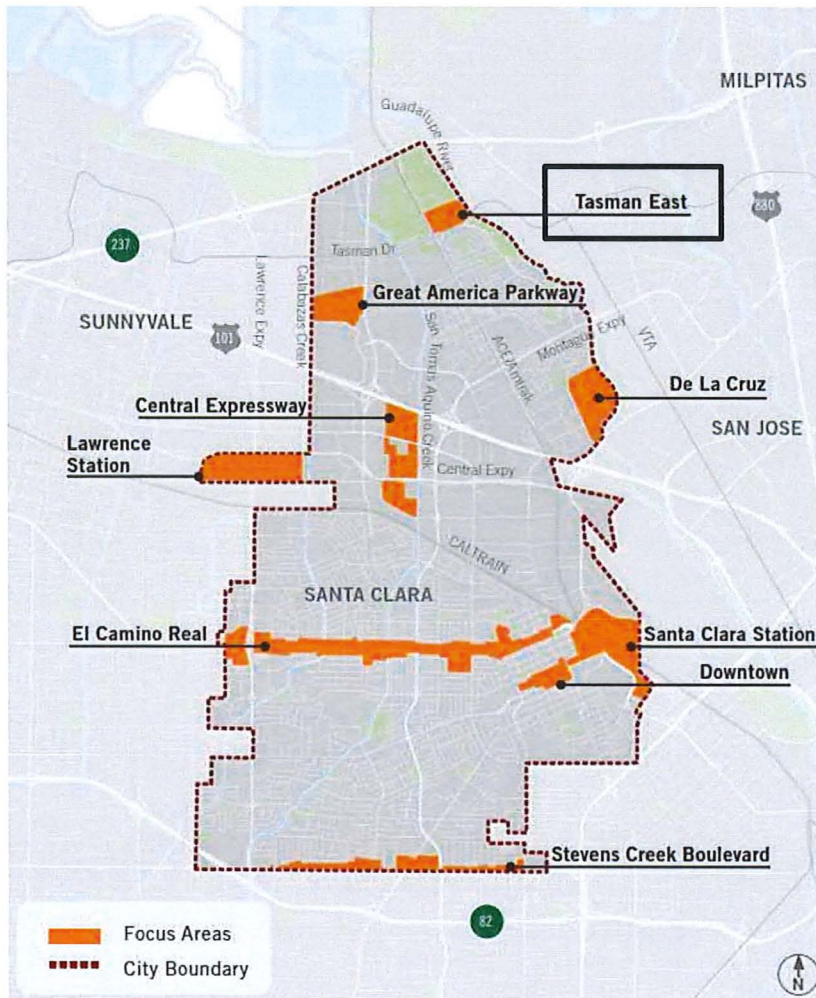 MILPITAS
Guadalupe River
Tasman East
880
237
Tasman Dr
Lawrence Expy
Calabazas Creek
Great America Parkway
SUNNYVALE
101
San Tomas Aquino Creek
ACE/Amtrak
Montague Expy
VTA
De La Cruz
Central Expressway
SAN JOSE
Lawrence
Station
Central Expy
CALTRAIN
SANTA CLARA
El Camino Real
Santa Clara Station
Downtown
Stevens Creek Boulevard
82
Focus Areas
City Boundary
N